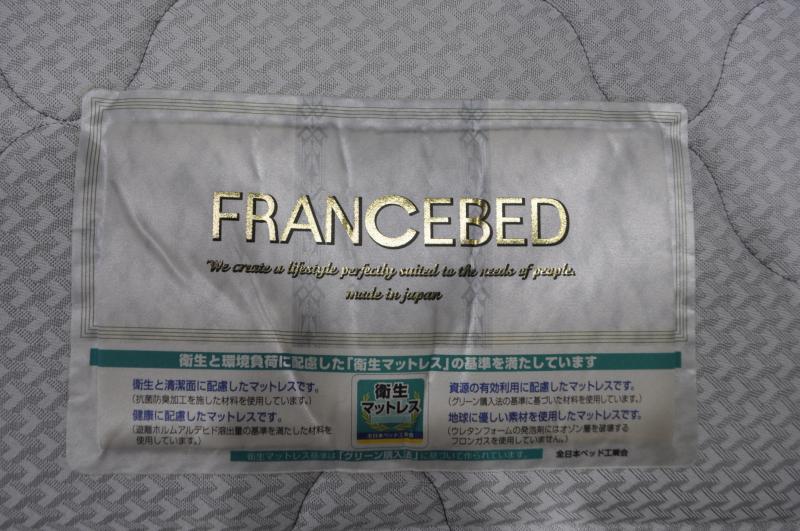 FRANCEBED
"We create a lifestyle perfectly suited to the needs of people.
made in japan
衛生と環境負荷に配慮した「衛生マットレス」の基準を満たしています
衛生と清潔面に配慮したマットレスです。
(抗菌防臭加工を施した材料を使用しています。)
健康に配慮したマットレスです。
(遊離ホルムアルデヒド溶出量の基準を満たした材料を
使用しています。)
衛生
マットレス
全日本ベッド工業会
資源の有効利用に配慮したマットレスです。
(グリーン購入法の基準に基づいた材料を使用しています。)
地球に優しい素材を使用したマットレスです。
(ウレタンフォームの発泡剤にはオゾン層を破壊する
フロンガスを使用していません。)
衛生マットレス基準は「グリーン購入法」に基づいて作られています。
全日本ベッド工業会